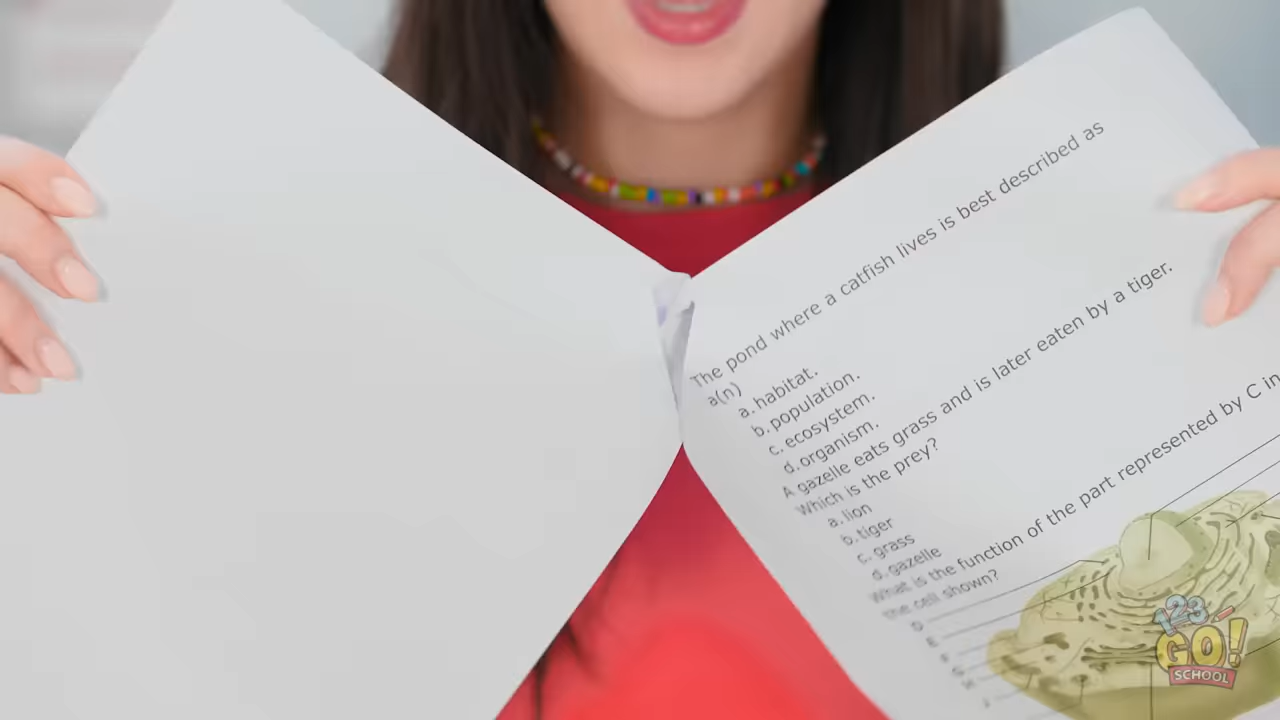 The pond where a catfish lives is best described as
a(n)
a. habitat.
b. population.
c. ecosystem.
d. organism.
A gazelle eats grass and is later eaten by a tiger.
Which is the prey?
a. lion
b. tiger
c. grass
d. gazelle
What is the function of the part represented by C in
the cell shown?
123
GO!
SCHOOL